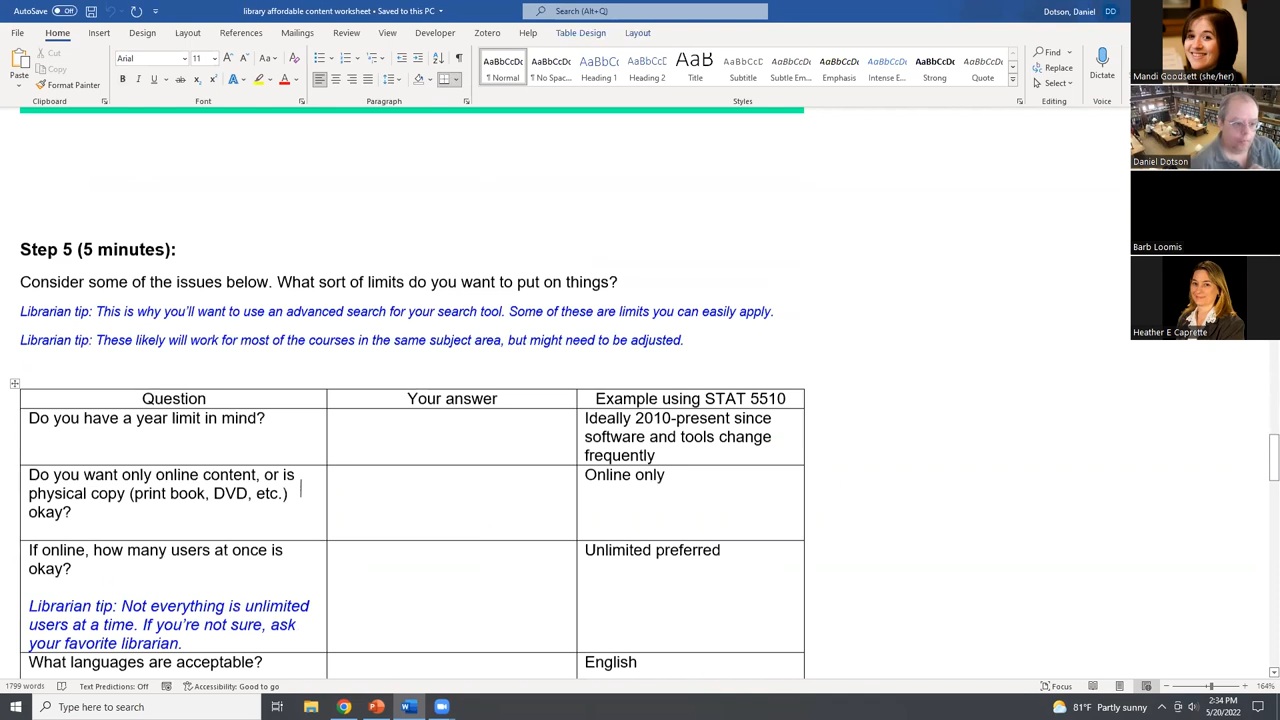 AutoSave Off library affordable content worksheet • Saved to this PC Search (Alt+Q) Dotson, Daniel DD
File Home Insert Design Layout References Mailings Review View Developer Zotero Help Table Design Layout
Paste Cut Copy Format Painter Clipboard
Arial 11 Font
Paragraph
AaBbCcDc ¶ Normal
AaBbCcDc ¶ No Spac...
AaBbC Heading 1
AaBbCcD Heading 2
AaB Title
AaBbCcD Subtitle
AaBbCcDc Subtle Em...
AaBbCcDc Emphasis
AaBbCcDc Intense E...
AaBbCcDc Strong
AaBbCcDc Quote
Styles
Find Replace Select Editing
Dictate Voice
Mandi Goodsett (she/her)
Daniel Dotson
Barb Loomis
Heather E Caprette
Step 5 (5 minutes):
Consider some of the issues below. What sort of limits do you want to put on things?
Librarian tip: This is why you'll want to use an advanced search for your search tool. Some of these are limits you can easily apply.
Librarian tip: These likely will work for most of the courses in the same subject area, but might need to be adjusted.
Question Your answer Example using STAT 5510
Do you have a year limit in mind?
Ideally 2010-present since
software and tools change
frequently
Do you want only online content, or is
physical copy (print book, DVD, etc.)
okay?
Online only
If online, how many users at once is
okay?
Librarian tip: Not everything is unlimited
users at a time. If you're not sure, ask
your favorite librarian.
Unlimited preferred
What languages are acceptable?
English
1799 words Text Predictions: Off Accessibility: Good to go Focus 164%
Type here to search 81°F Partly sunny 2:34 PM
5/20/2022